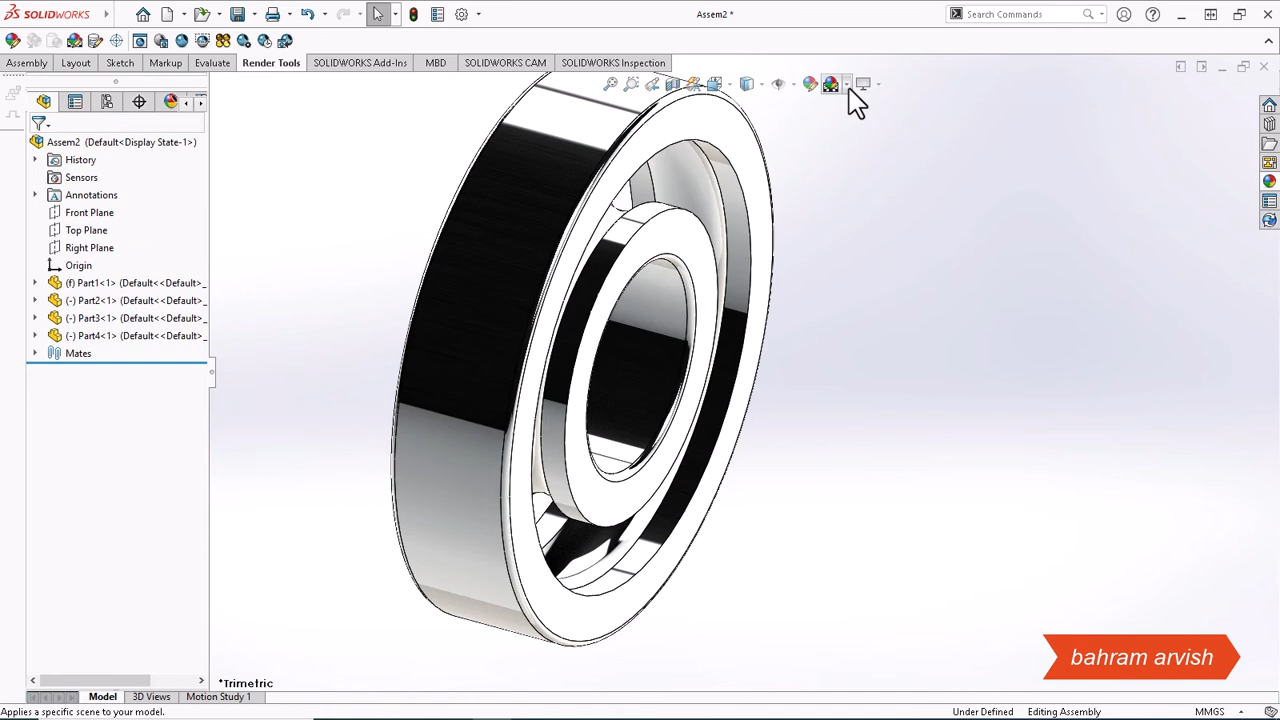 SOLIDWORKS
Assem2 *
Search Commands
Assembly
Layout
Sketch
Markup
Evaluate
Render Tools
SOLIDWORKS Add-Ins
MBD
SOLIDWORKS CAM
SOLIDWORKS Inspection
Assem2 (Default<Display State-1>)
History
Sensors
Annotations
Front Plane
Top Plane
Right Plane
Origin
(f) Part1<1> (Default<<Default>_
(-) Part2<1> (Default<<Default>_
(-) Part3<1> (Default<<Default>_
(-) Part4<1> (Default<<Default>_
Mates
bahram arvish
*Trimetric
Model
3D Views
Motion Study 1
Applies a specific scene to your model.
Under Defined
Editing Assembly
MMGS